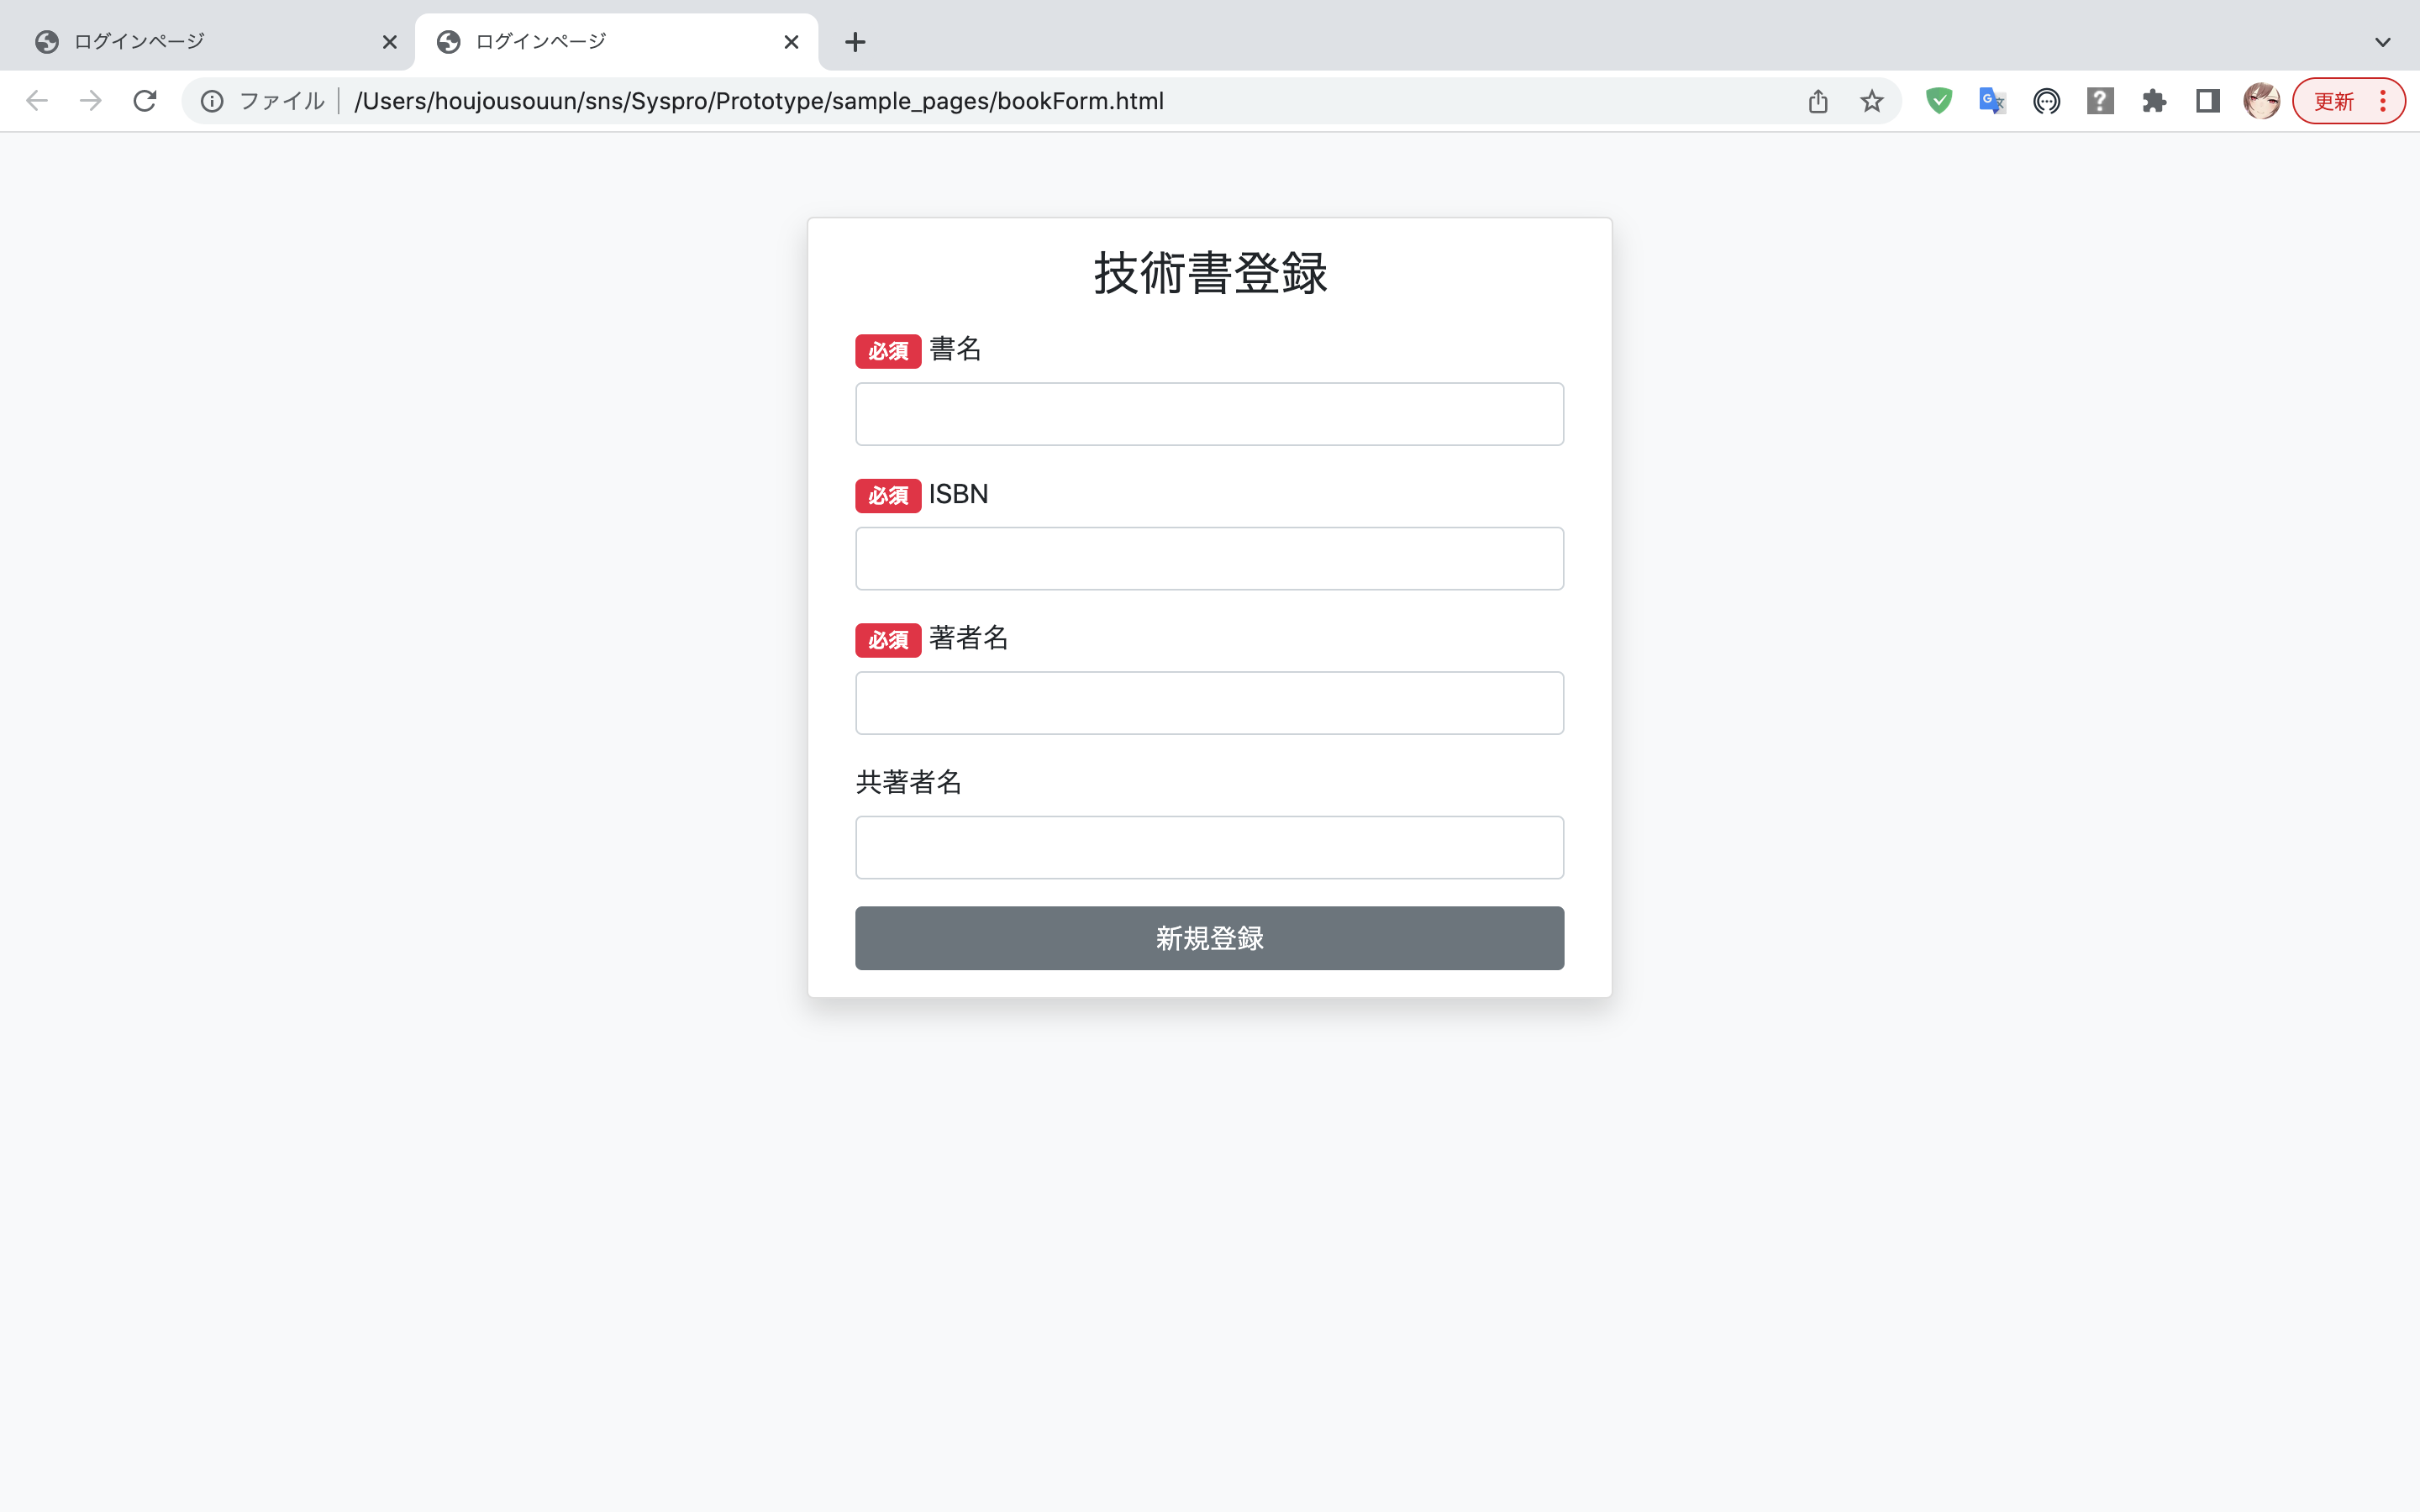 ログインページ
ログインページ
ファイル /Users/houjousouun/sns/Syspro/Prototype/sample_pages/bookForm.html
更新
技術書登録
必須 書名
必須 ISBN
必須 著者名
共著者名
新規登録